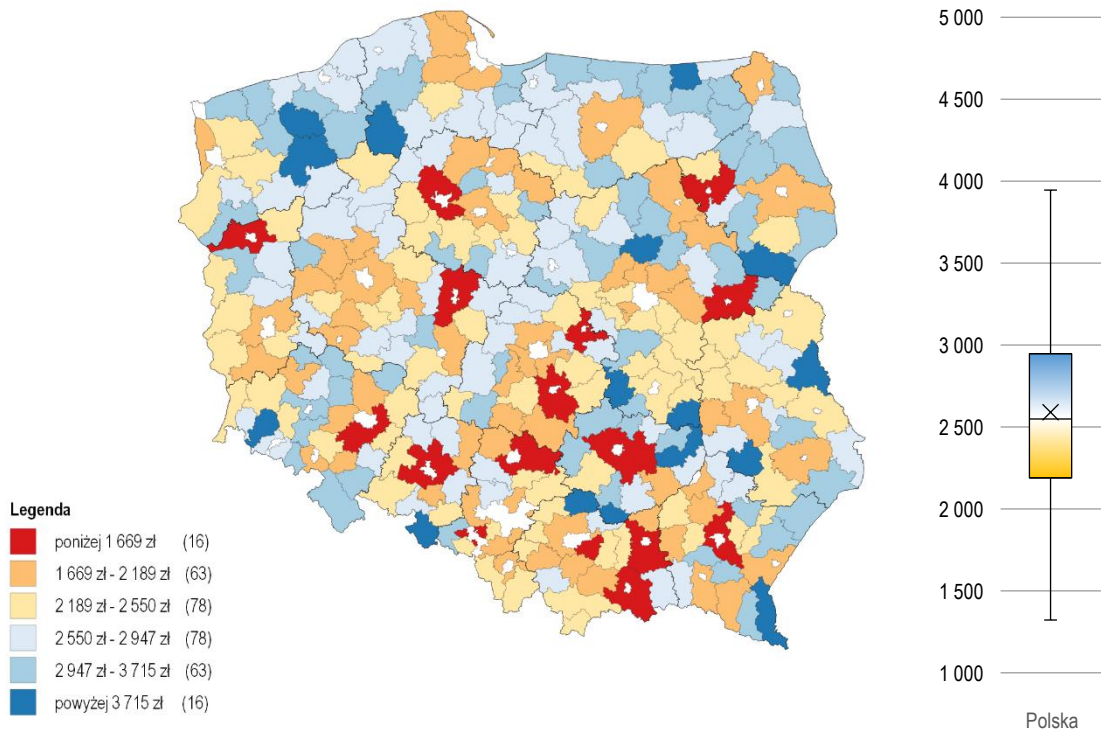 Legenda
poniżej 1 669 zł (16)
1 669 zł - 2 189 zł (63)
2 189 zł - 2 550 zł (78)
2 550 zł - 2 947 zł (78)
2 947 zł - 3 715 zł (63)
powyżej 3 715 zł (16)
5 000
4 500
4 000
3 500
3 000
2 500
2 000
1 500
1 000
Polska